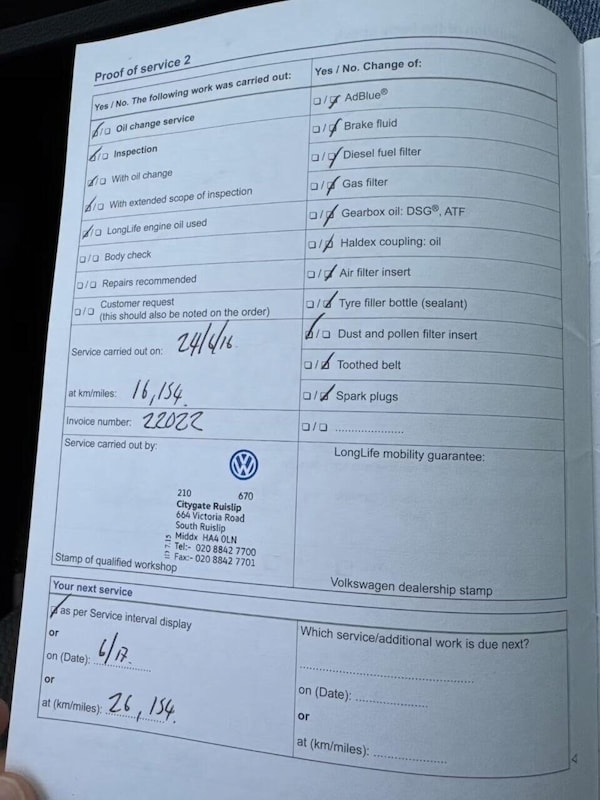 Proof of service 2
Yes / No. The following work was carried out:
Oil change service
Inspection
With oil change
With extended scope of inspection
LongLife engine oil used
Body check
Repairs recommended
Customer request
(this should also be noted on the order)
Service carried out on: 24/6/16
at km/miles: 16,154
Invoice number: 22022
Service carried out by:
210 670
Citygate Ruislip
664 Victoria Road
South Ruislip
Middx HA4 0LN
Tel:- 020 8842 7700
Fax:- 020 8842 7701
Stamp of qualified workshop
Yes / No. Change of:
AdBlue®
Brake fluid
Diesel fuel filter
Gas filter
Gearbox oil: DSG®, ATF
Haldex coupling: oil
Air filter insert
Tyre filler bottle (sealant)
Dust and pollen filter insert
Toothed belt
Spark plugs
LongLife mobility guarantee:
Volkswagen dealership stamp
Your next service
as per Service interval display
or
on (Date): 6/17
or
at (km/miles): 26,154
Which service/additional work is due next?
on (Date):
or
at (km/miles):
4